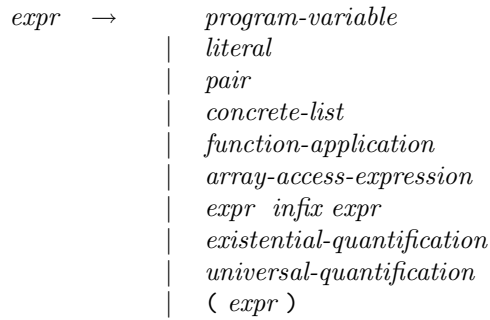 expr → program-variable
| literal
| pair
| concrete-list
| function-application
| array-access-expression
| expr infix expr
| existential-quantification
| universal-quantification
| ( expr )